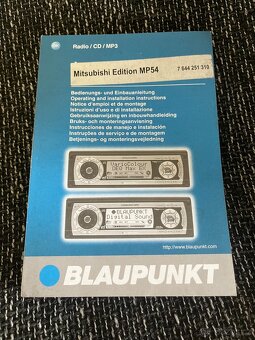 Radio / CD / MP3
Mitsubishi Edition MP54 7 644 251 310
Bedienungs- und Einbauanleitung
Operating and installation instructions
Notice d'emploi et de montage
Istruzioni d'uso e di installazione
Gebruiksaanwijzing en inbouwhandleiding
Bruks- och monteringsanvisning
Instrucciones de manejo e instalación
Instruções de serviço e de montagem
Betjenings- og monteringsvejledning
VarioColour
BLAUPUNKT
Digital Sound
http://www.blaupunkt.com
BLAUPUNKT